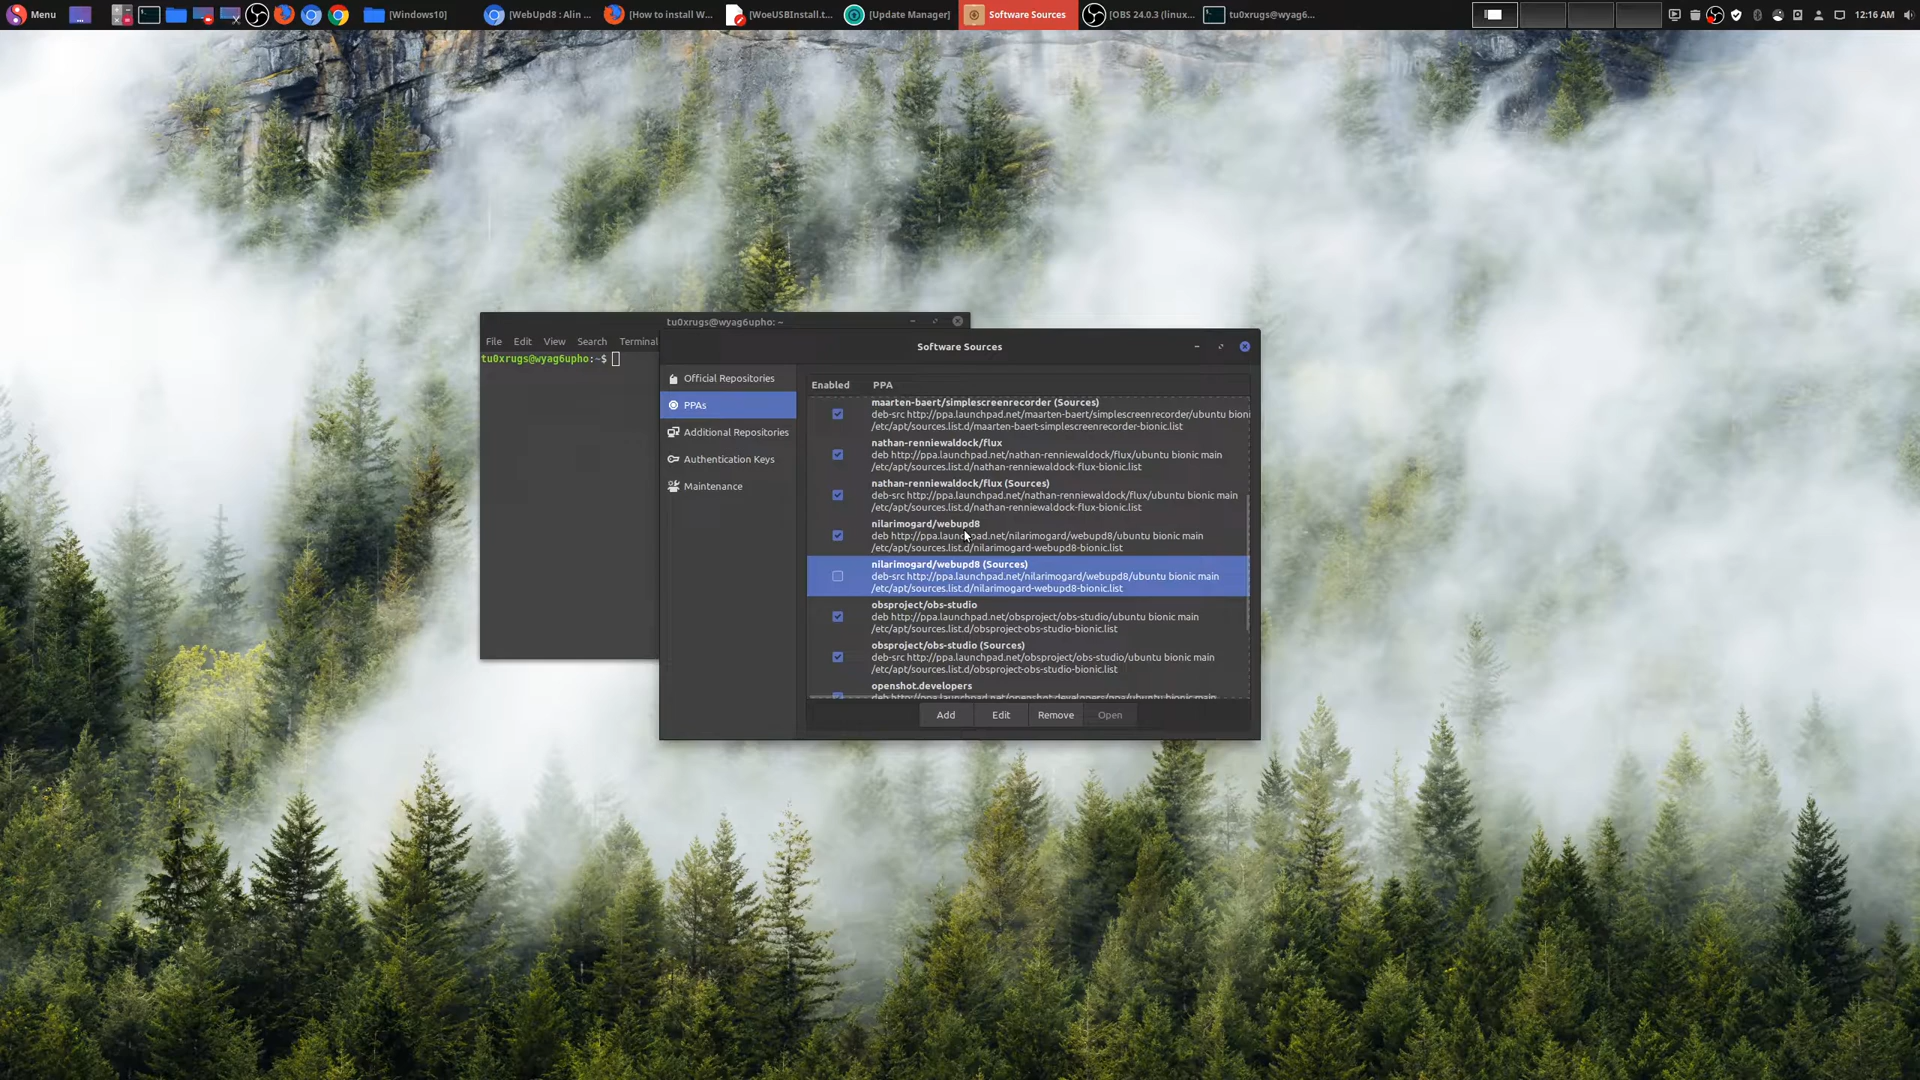 Menu
[Windows10]
[WebUpd8 : Alin ...
[How to install W...
[WoeUSBInstall.t...
[Update Manager]
Software Sources
[OBS 24.0.3 (linux...
tu0xrugs@wyag6...
12:16 AM
tu0xrugs@wyag6upho: ~
File Edit View Search Terminal
tu0xrugs@wyag6upho:~$
Software Sources
Official Repositories
PPAs
Additional Repositories
Authentication Keys
Maintenance
Enabled PPA
maarten-baert/simplescreenrecorder (Sources)
deb-src http://ppa.launchpad.net/maarten-baert/simplescreenrecorder/ubuntu bioni
/etc/apt/sources.list.d/maarten-baert-simplescreenrecorder-bionic.list
nathan-renniewaldock/flux
deb http://ppa.launchpad.net/nathan-renniewaldock/flux/ubuntu bionic main
/etc/apt/sources.list.d/nathan-renniewaldock-flux-bionic.list
nathan-renniewaldock/flux (Sources)
deb-src http://ppa.launchpad.net/nathan-renniewaldock/flux/ubuntu bionic main
/etc/apt/sources.list.d/nathan-renniewaldock-flux-bionic.list
nilarimogard/webupd8
deb http://ppa.launchpad.net/nilarimogard/webupd8/ubuntu bionic main
/etc/apt/sources.list.d/nilarimogard-webupd8-bionic.list
nilarimogard/webupd8 (Sources)
deb-src http://ppa.launchpad.net/nilarimogard/webupd8/ubuntu bionic main
/etc/apt/sources.list.d/nilarimogard-webupd8-bionic.list
obsproject/obs-studio
deb http://ppa.launchpad.net/obsproject/obs-studio/ubuntu bionic main
/etc/apt/sources.list.d/obsproject-obs-studio-bionic.list
obsproject/obs-studio (Sources)
deb-src http://ppa.launchpad.net/obsproject/obs-studio/ubuntu bionic main
/etc/apt/sources.list.d/obsproject-obs-studio-bionic.list
openshot.developers
deb http://ppa.launchpad.net/openshot.developers/ppa/ubuntu bionic main
Add Edit Remove Open